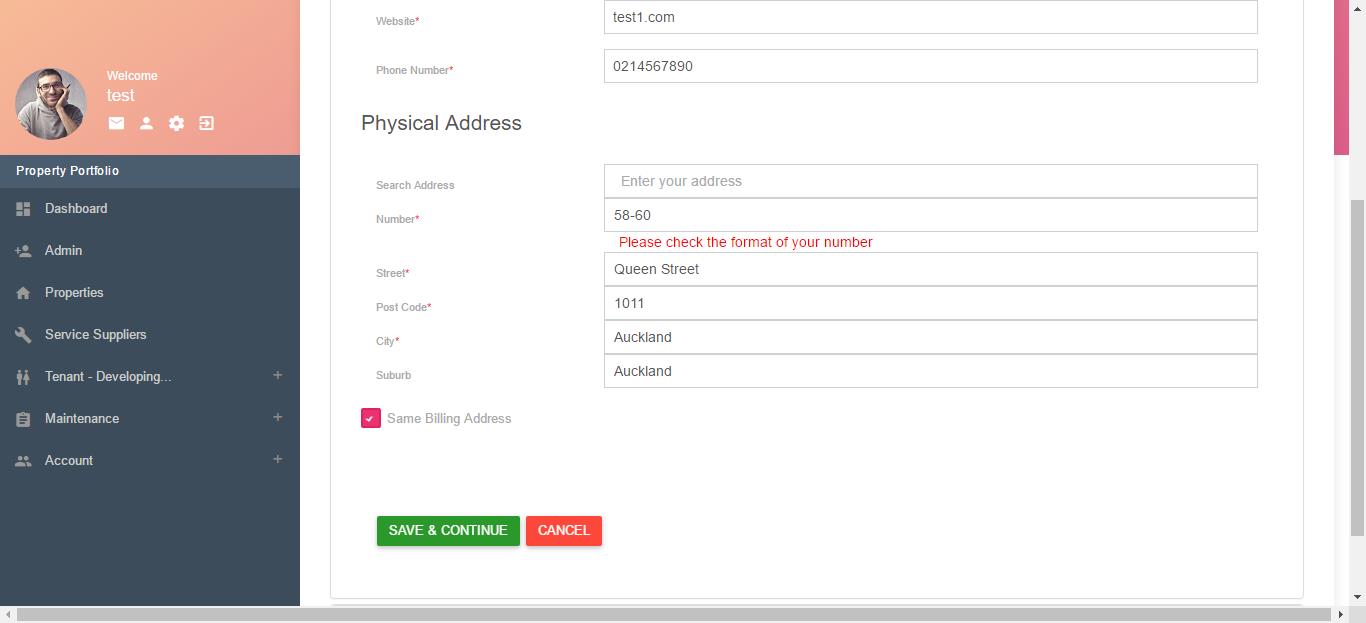 Welcome
test
Property Portfolio
Dashboard
Admin
Properties
Service Suppliers
Tenant - Developing... +
Maintenance +
Account +
Website* test1.com
Phone Number* 0214567890
Physical Address
Search Address Enter your address
Number* 58-60
Please check the format of your number
Street* Queen Street
Post Code* 1011
City* Auckland
Suburb Auckland
Same Billing Address
SAVE & CONTINUE CANCEL